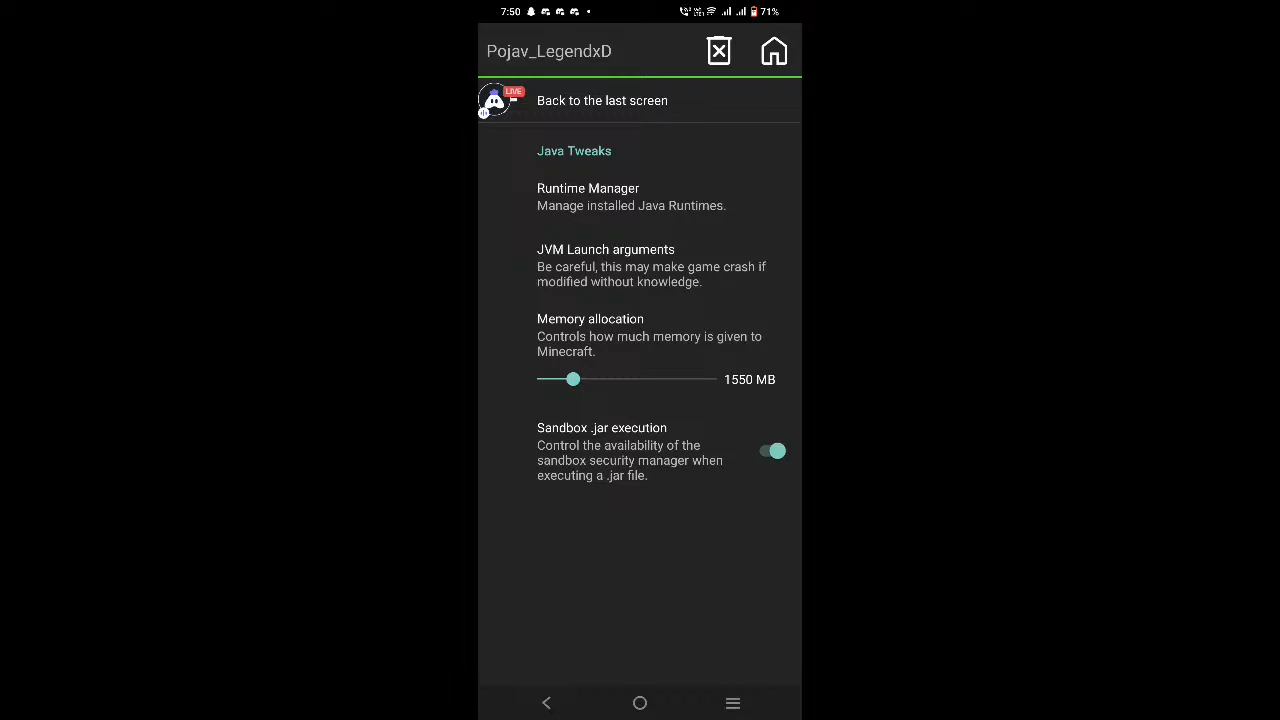 7:50
71%
Pojav_LegendxD
LIVE
Back to the last screen
Java Tweaks
Runtime Manager
Manage installed Java Runtimes.
JVM Launch arguments
Be careful, this may make game crash if
modified without knowledge.
Memory allocation
Controls how much memory is given to
Minecraft.
1550 MB
Sandbox .jar execution
Control the availability of the
sandbox security manager when
executing a .jar file.